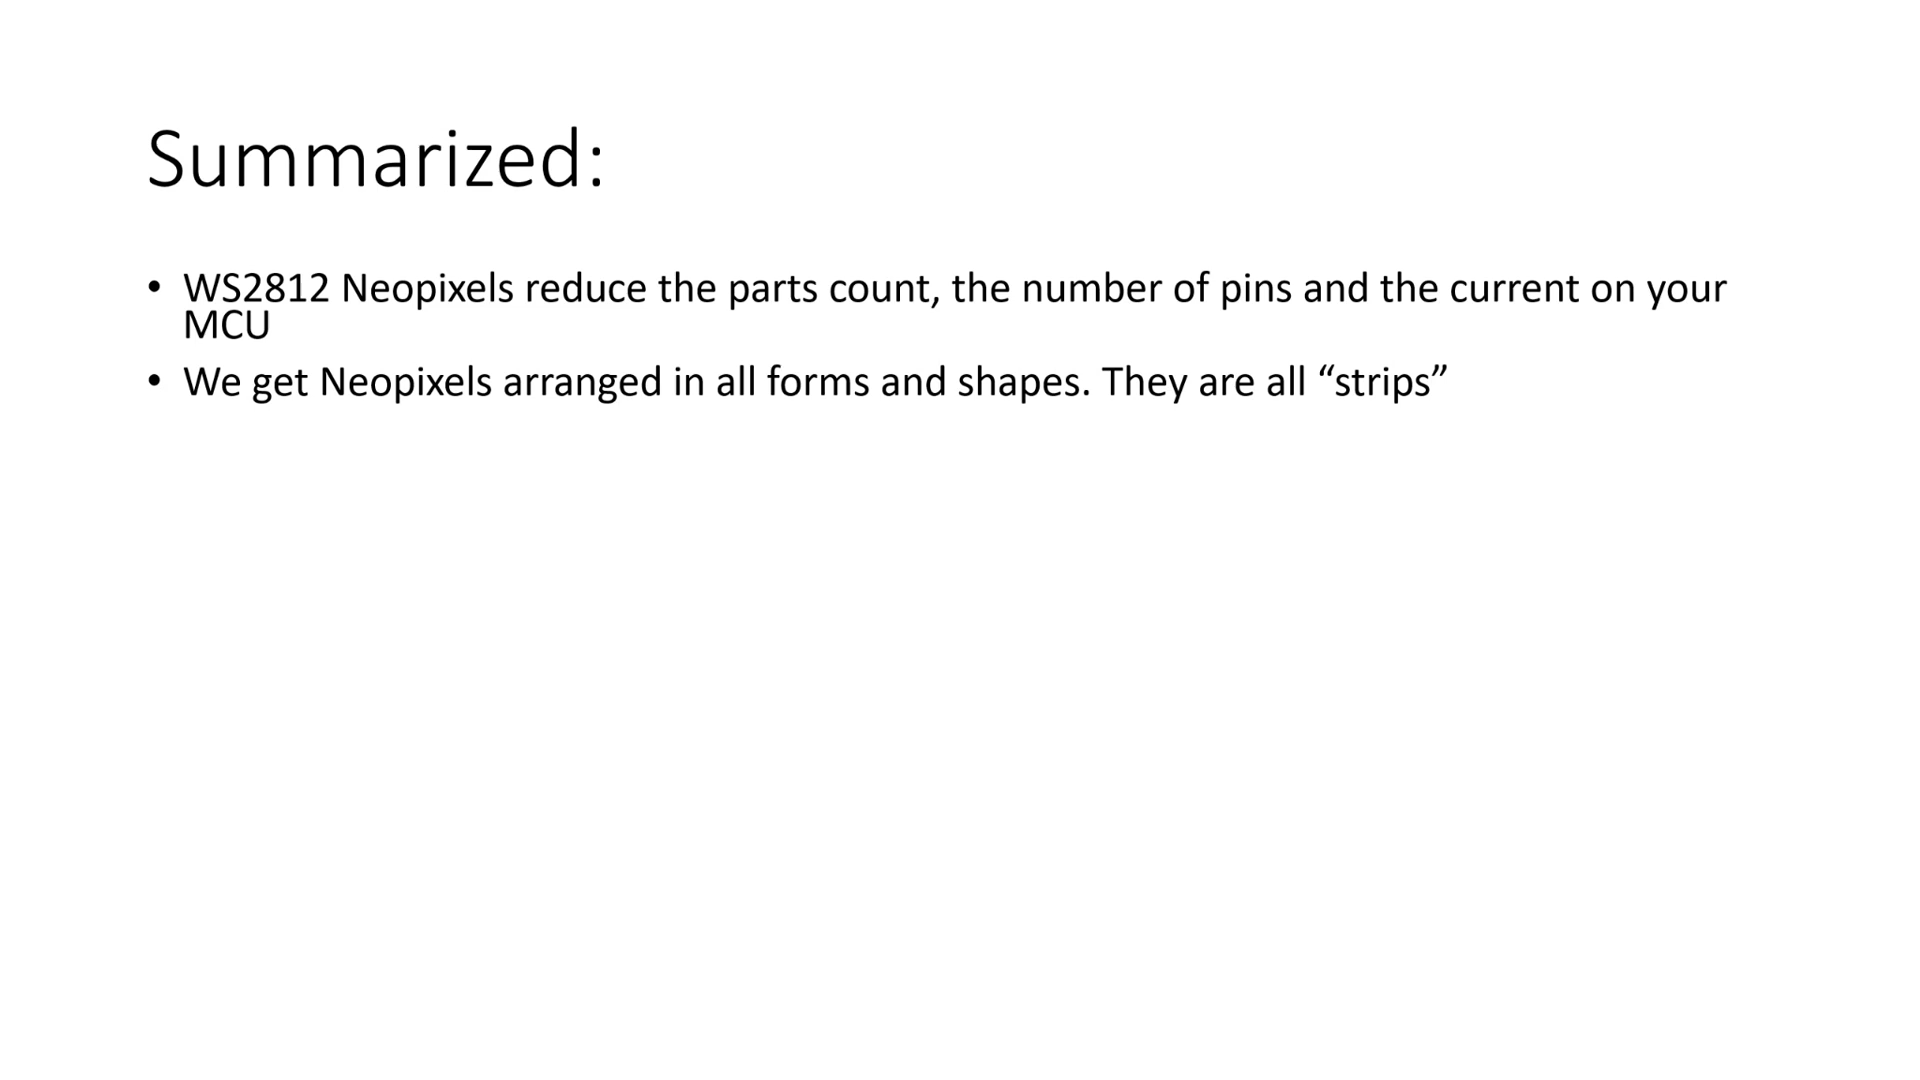 Summarized:
• WS2812 Neopixels reduce the parts count, the number of pins and the current on your
MCU
• We get Neopixels arranged in all forms and shapes. They are all “strips”